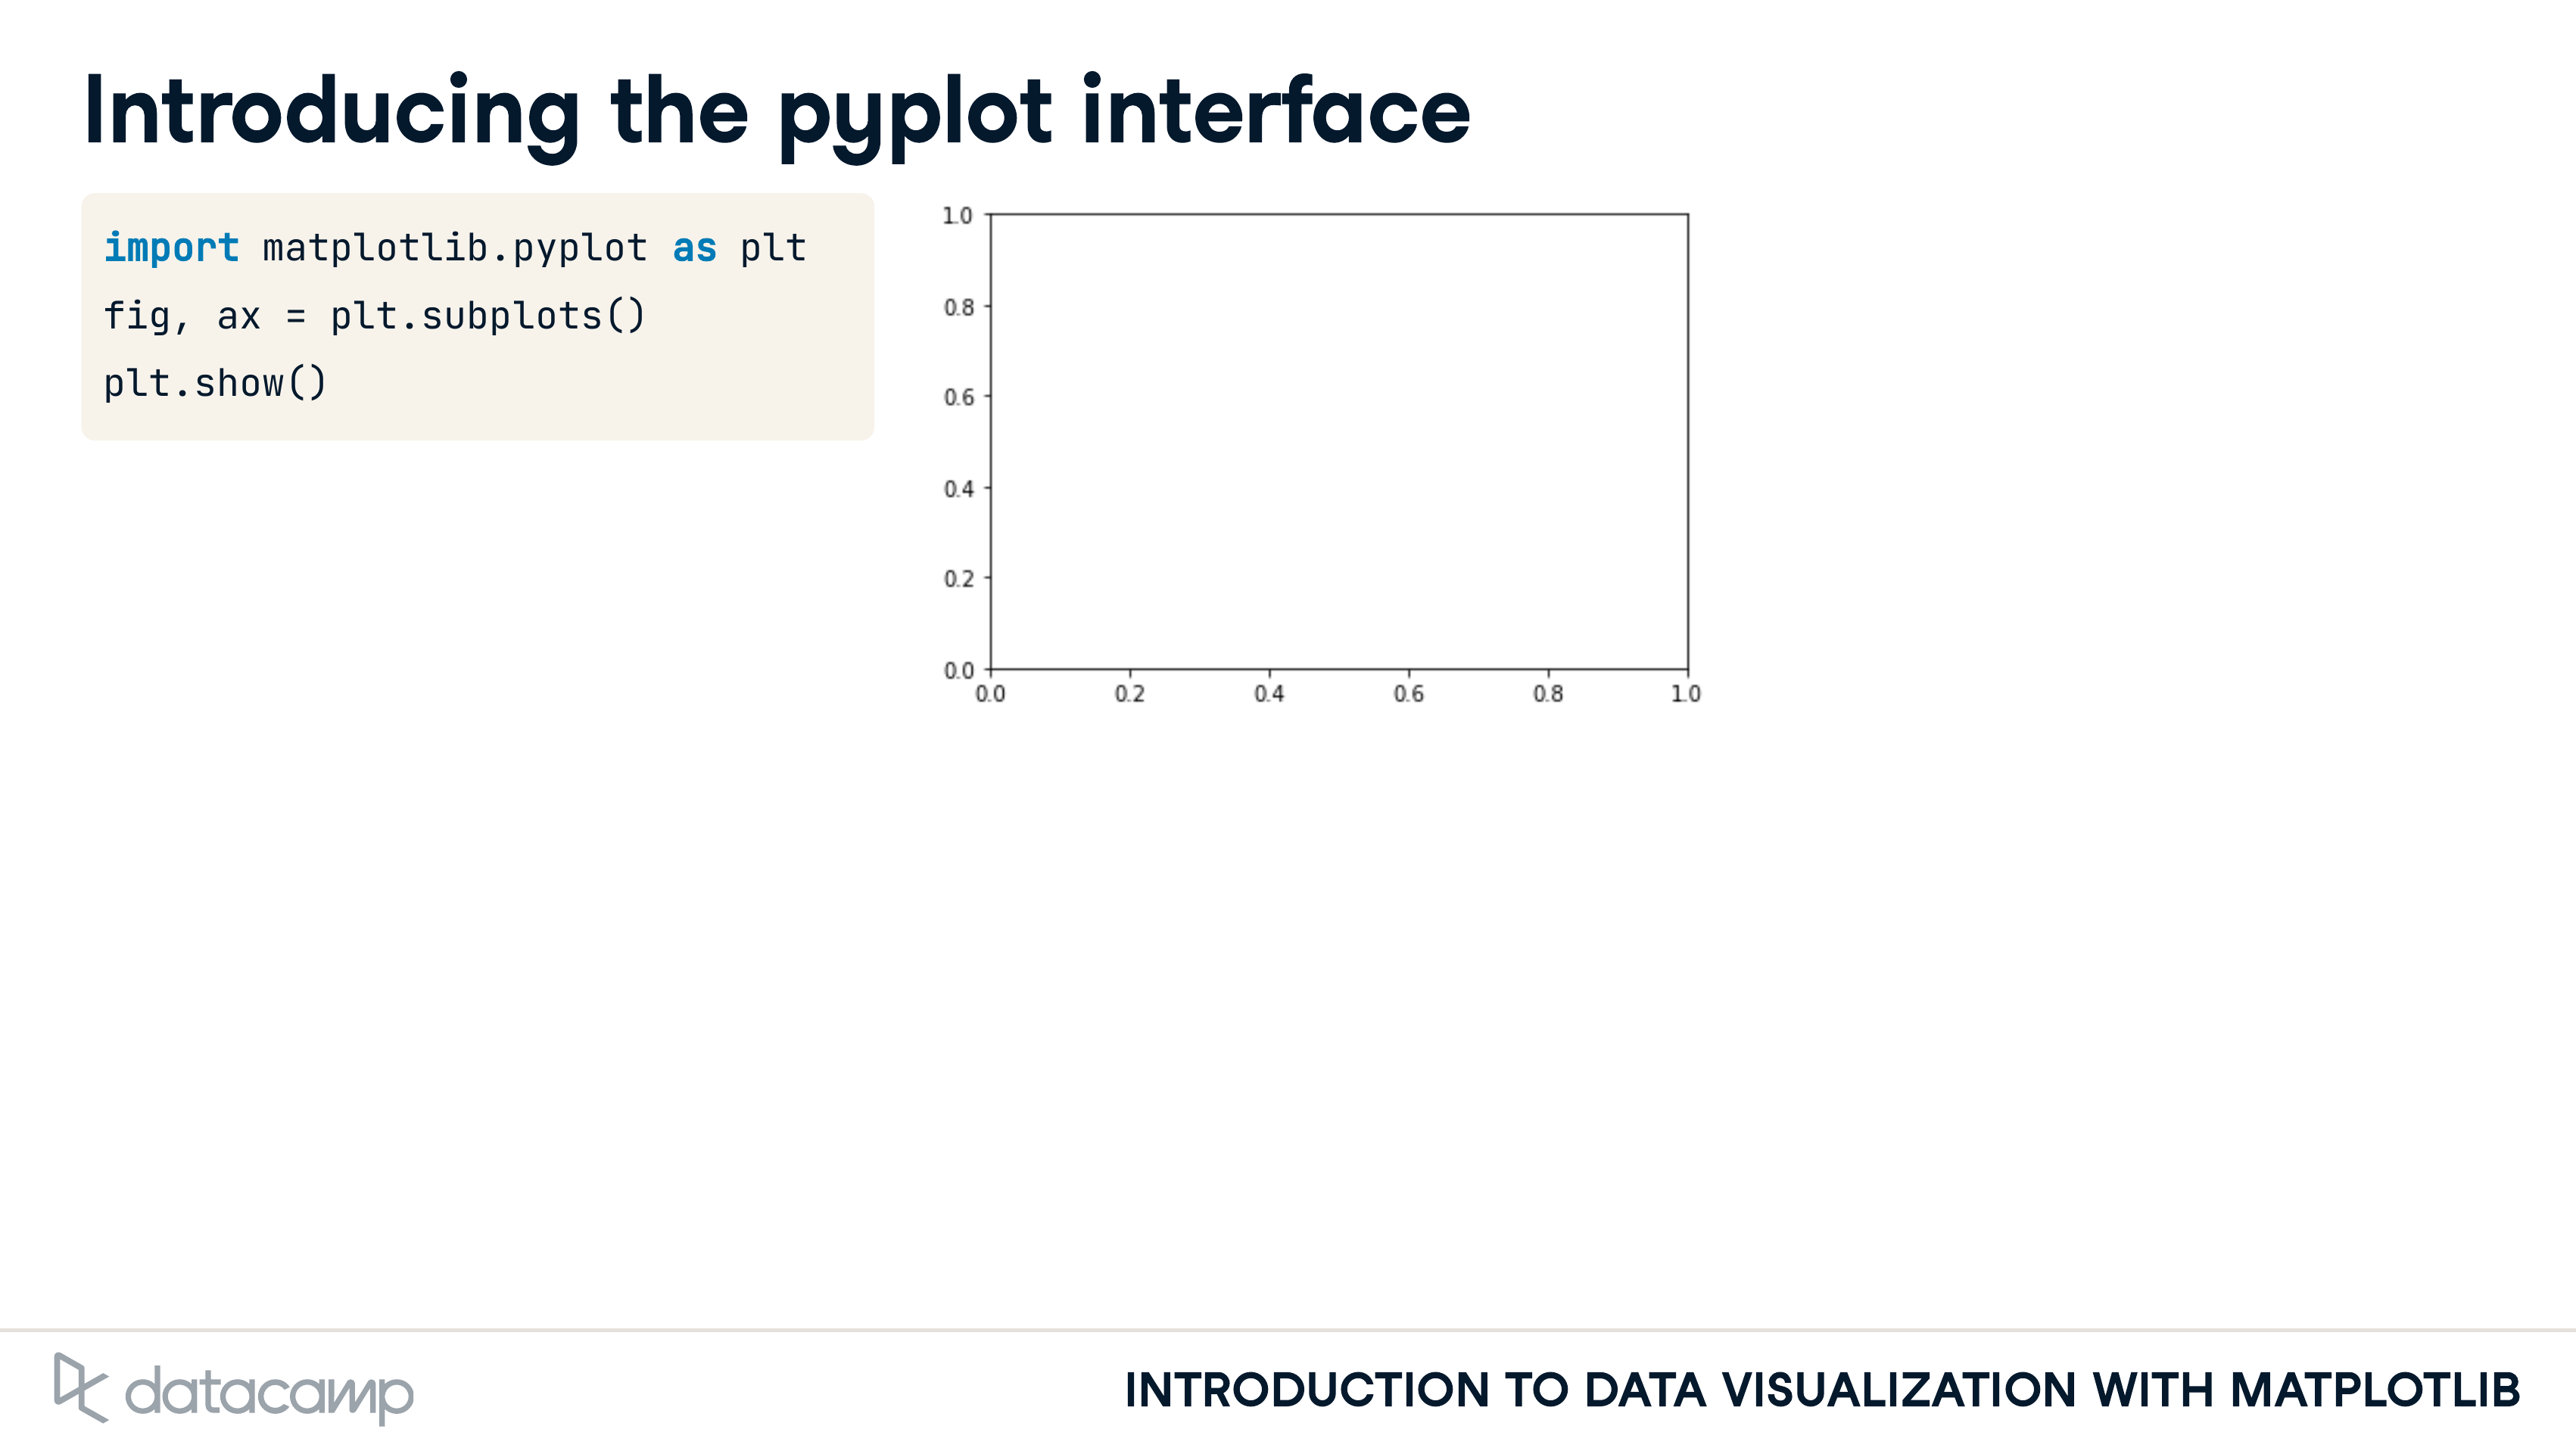 Introducing the pyplot interface
import matplotlib.pyplot as plt
fig, ax = plt.subplots()
plt.show()
1.0
0.8
0.6
0.4
0.2
0.0
0.0 0.2 0.4 0.6 0.8 1.0
datacamp
INTRODUCTION TO DATA VISUALIZATION WITH MATPLOTLIB